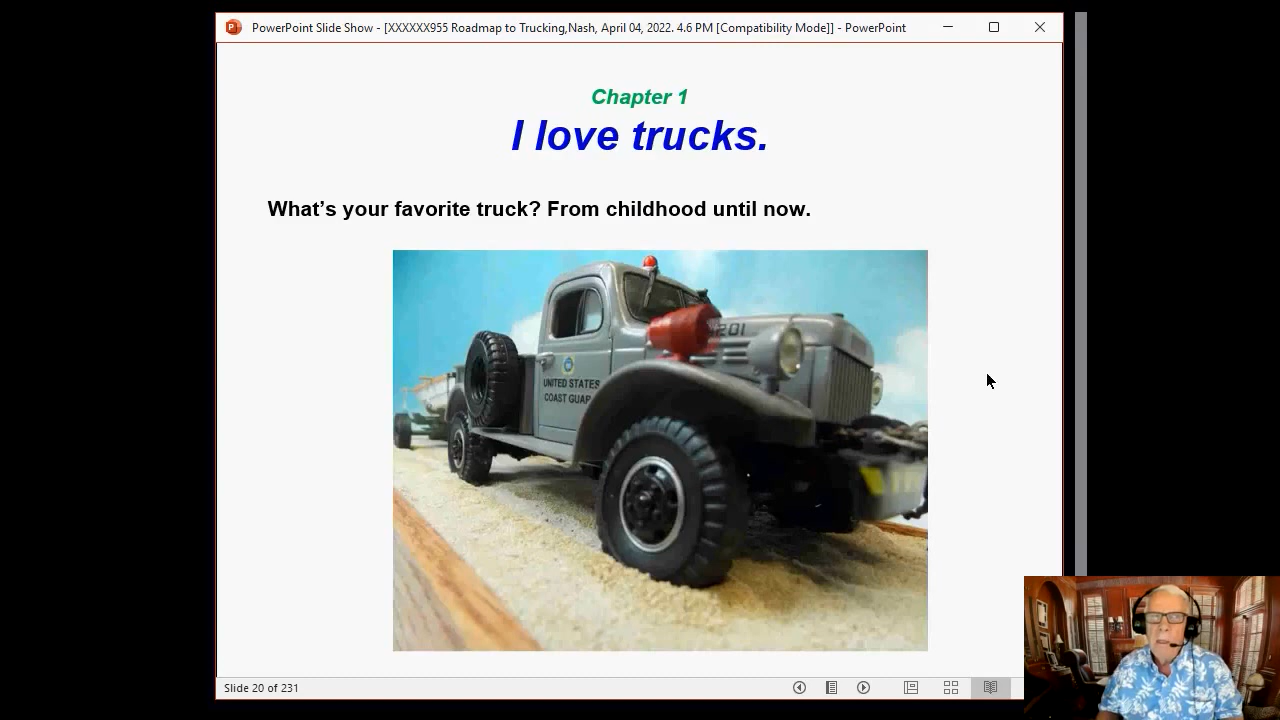 PowerPoint Slide Show - [XXXXXX955 Roadmap to Trucking,Nash, April 04, 2022. 4.6 PM [Compatibility Mode]] - PowerPoint
Chapter 1
I love trucks.
What's your favorite truck? From childhood until now.
201
UNITED STATES
COAST GUAR
Slide 20 of 231